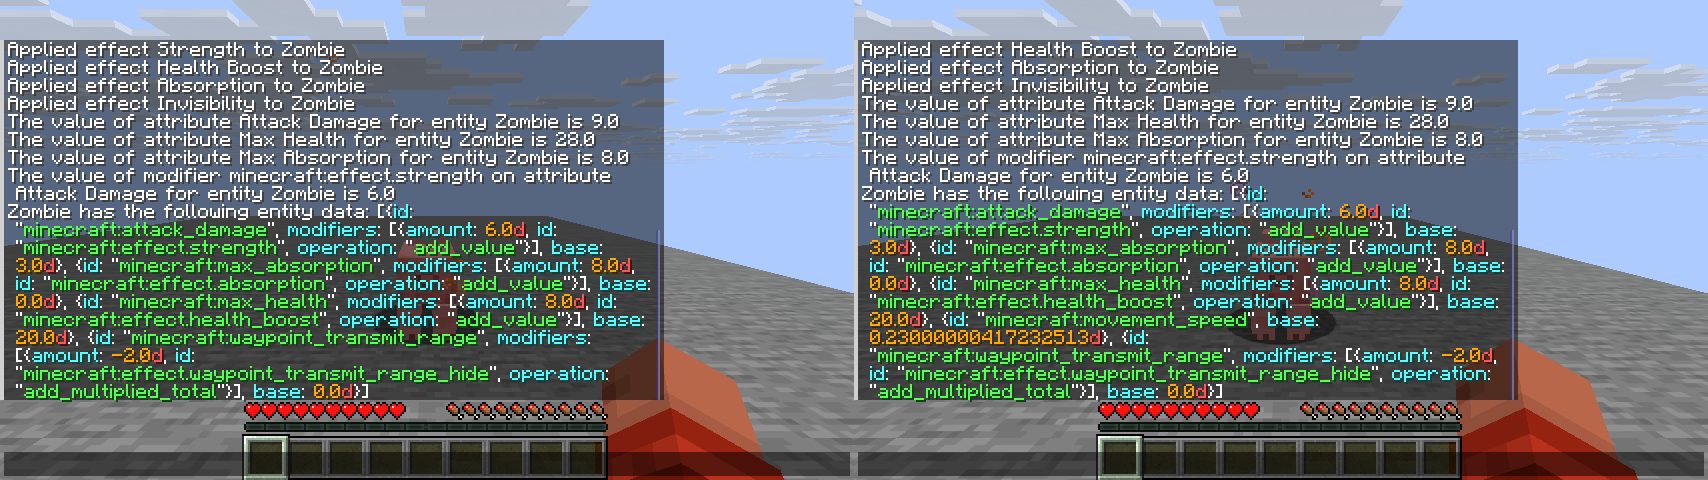 Applied effect Strength to Zombie
Applied effect Health Boost to Zombie
Applied effect Absorption to Zombie
Applied effect Invisibility to Zombie
The value of attribute Attack Damage for entity Zombie is 9.0
The value of attribute Max Health for entity Zombie is 28.0
The value of attribute Max Absorption for entity Zombie is 8.0
The value of modifier minecraft:effect.strength on attribute
Attack Damage for entity Zombie is 6.0
Zombie has the following entity data: [{id:
"minecraft:attack_damage", modifiers: [{amount: 6.0d, id:
"minecraft:effect.strength", operation: "add_value"}], base:
3.0d}, {id: "minecraft:max_absorption", modifiers: [{amount: 8.0d,
id: "minecraft:effect.absorption", operation: "add_value"}], base:
0.0d}, {id: "minecraft:max_health", modifiers: [{amount: 8.0d, id:
"minecraft:effect.health_boost", operation: "add_value"}], base:
20.0d}, {id: "minecraft:waypoint_transmit_range", modifiers:
[{amount: -2.0d, id:
"minecraft:effect.waypoint_transmit_range_hide", operation:
"add_multiplied_total"}], base: 0.0d}]
Applied effect Health Boost to Zombie
Applied effect Absorption to Zombie
Applied effect Invisibility to Zombie
The value of attribute Attack Damage for entity Zombie is 9.0
The value of attribute Max Health for entity Zombie is 28.0
The value of attribute Max Absorption for entity Zombie is 8.0
The value of modifier minecraft:effect.strength on attribute
Attack Damage for entity Zombie is 6.0
Zombie has the following entity data: [{id:
"minecraft:attack_damage", modifiers: [{amount: 6.0d, id:
"minecraft:effect.strength", operation: "add_value"}], base:
3.0d}, {id: "minecraft:max_absorption", modifiers: [{amount: 8.0d,
id: "minecraft:effect.absorption", operation: "add_value"}], base:
0.0d}, {id: "minecraft:max_health", modifiers: [{amount: 8.0d, id:
"minecraft:effect.health_boost", operation: "add_value"}], base:
20.0d}, {id: "minecraft:movement_speed", base:
0.23000000417232513d}, {id:
"minecraft:waypoint_transmit_range", modifiers: [{amount: -2.0d,
id: "minecraft:effect.waypoint_transmit_range_hide", operation:
"add_multiplied_total"}], base: 0.0d}]